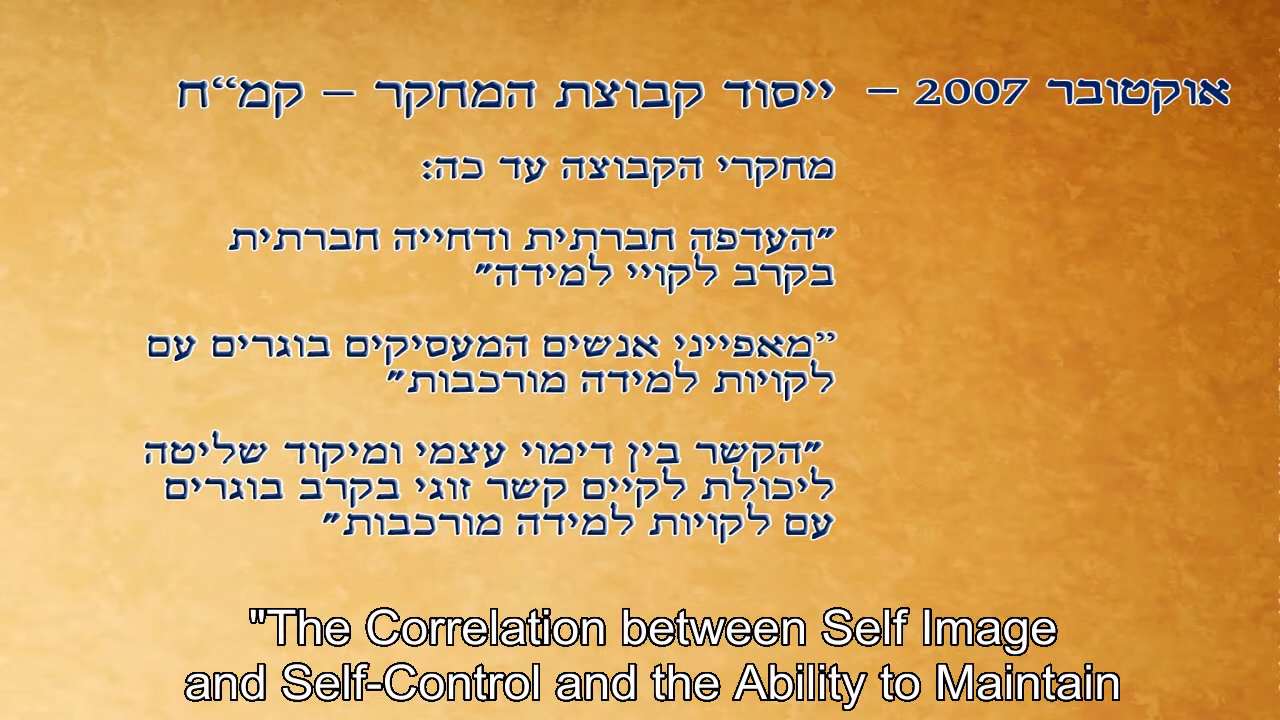 אוקטובר 2007 – ייסוד קבוצת המחקר – קמ“ח
מחקרי הקבוצה עד כה:
"העדפה חברתית ודחייה חברתית
בקרב לקויי למידה"
”מאפייני אנשים המעסיקים בוגרים עם
לקויות למידה מורכבות"
"הקשר בין דימוי עצמי ומיקוד שליטה
ליכולת לקיים קשר זוגי בקרב בוגרים
עם לקויות למידה מורכבות"
"The Correlation between Self Image
and Self-Control and the Ability to Maintain